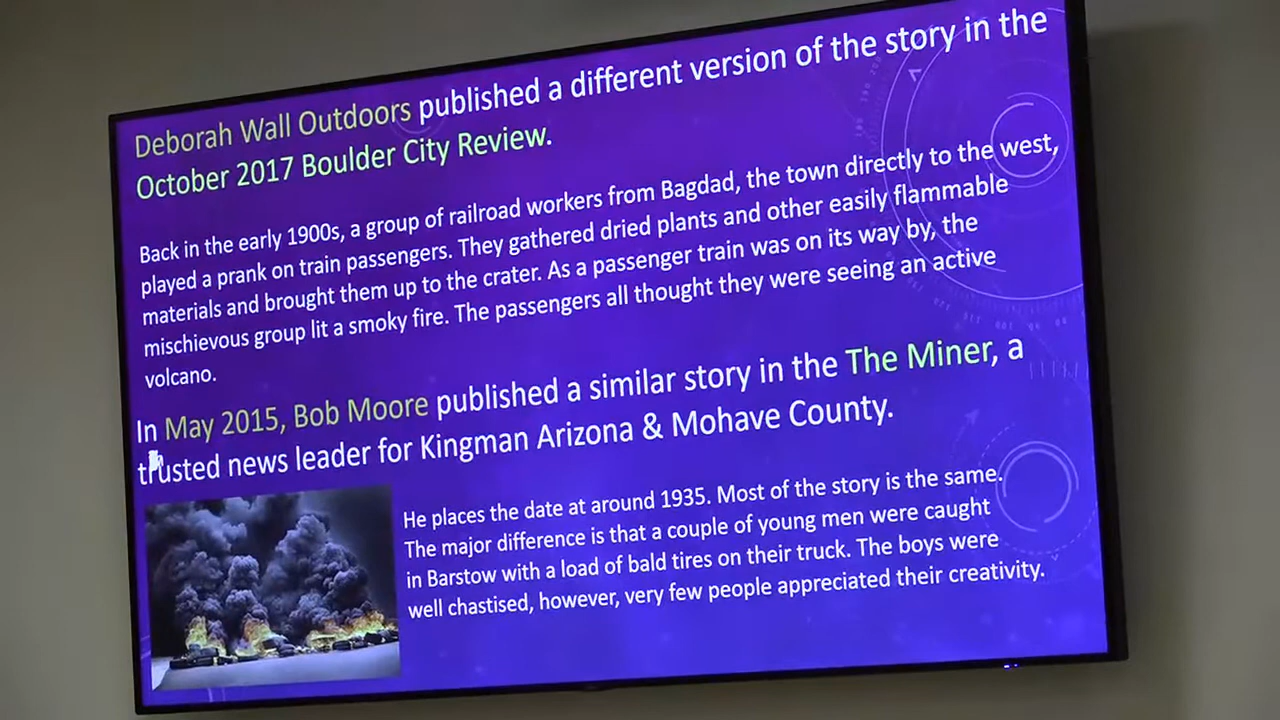 Deborah Wall Outdoors published a different version of the story in the
October 2017 Boulder City Review.
Back in the early 1900s, a group of railroad workers from Bagdad, the town directly to the west,
played a prank on train passengers. They gathered dried plants and other easily flammable
materials and brought them up to the crater. As a passenger train was on its way by, the
mischievous group lit a smoky fire. The passengers all thought they were seeing an active
volcano.
In May 2015, Bob Moore published a similar story in the The Miner, a
trusted news leader for Kingman Arizona & Mohave County.
He places the date at around 1935. Most of the story is the same.
The major difference is that a couple of young men were caught
in Barstow with a load of bald tires on their truck. The boys were
well chastised, however, very few people appreciated their creativity.